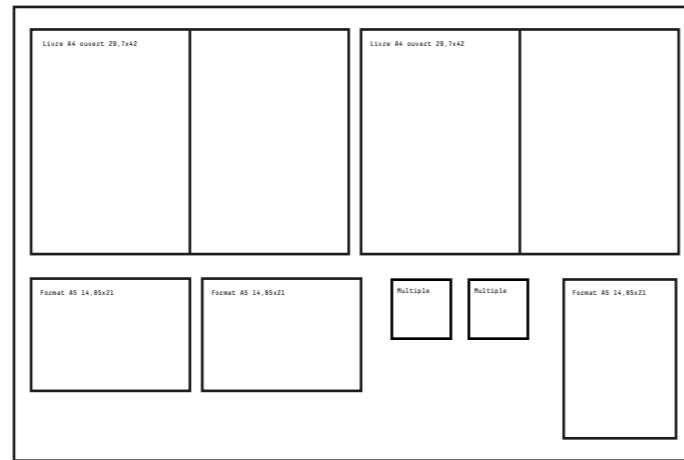 Livre A4 ouvert 29,7x42
Livre A4 ouvert 29,7x42
Format A5 14,85x21
Format A5 14,85x21
Multiple
Multiple
Format A5 14,85x21